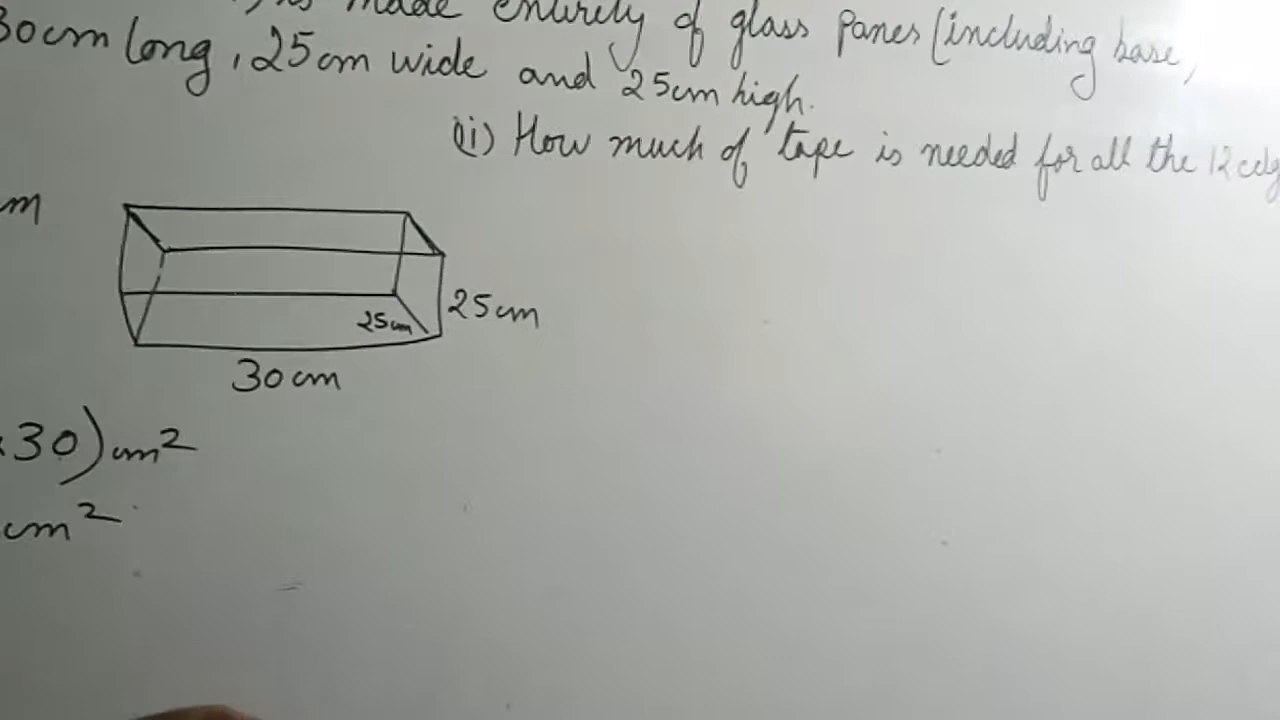 made entirely of glass panes (including base,
30cm long, 25cm wide and 25cm high.
(ii) How much of tape is needed for all the 12 edg
m
25cm
25cm
30cm
30) cm²
cm²